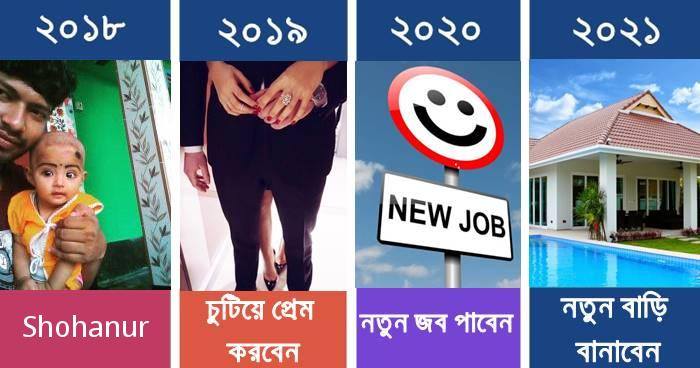 ২০১৮
২০১৯
২০২০
২০২১
NEW JOB
Shohanur
চুটিয়ে প্রেম
করবেন
নতুন জব পাবেন
নতুন বাড়ি
বানাবেন